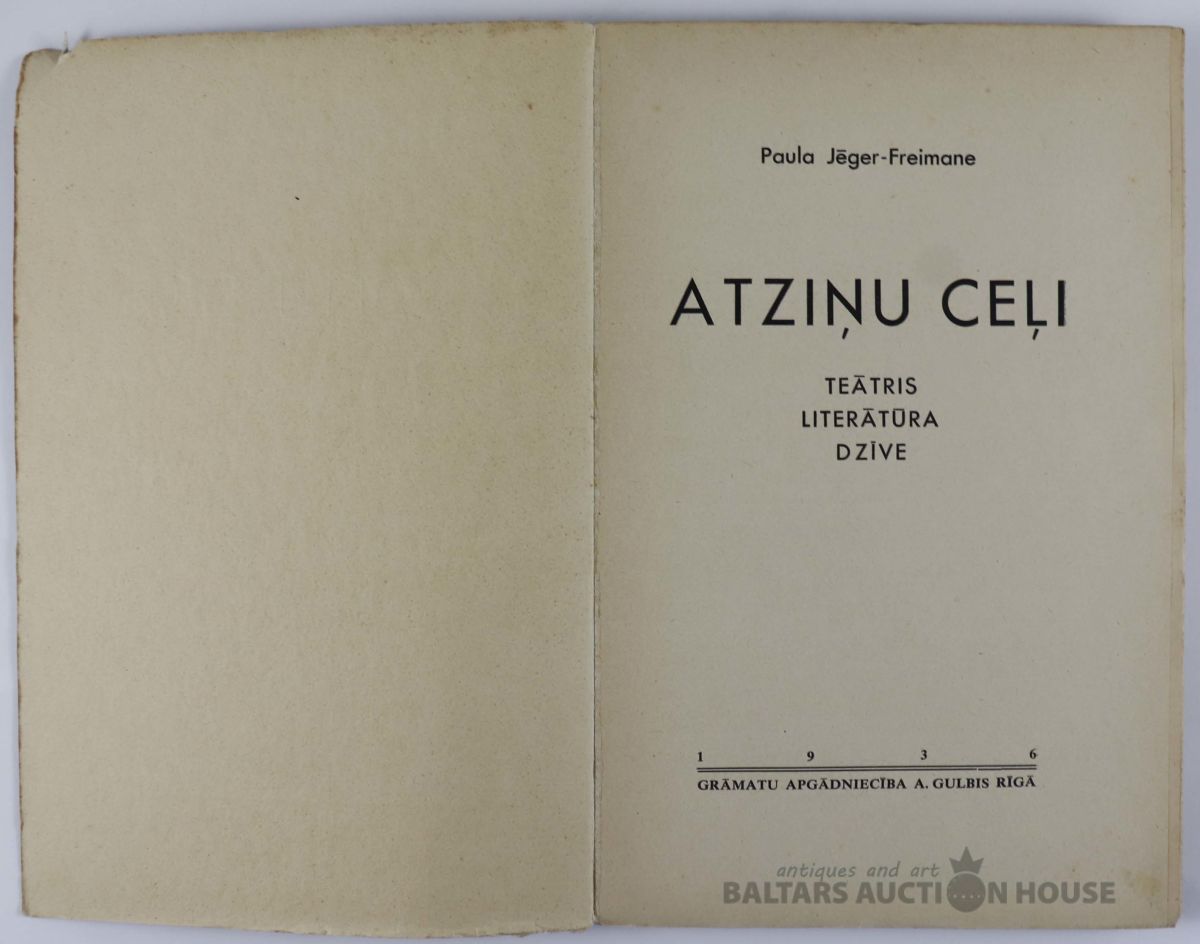 Paula Jēger-Freimane
ATZIŅU CEĻI
TEĀTRIS
LITERĀTŪRA
DZĪVE
1 9 3 6
GRĀMATU APGĀDNIECĪBA A. GULBIS RĪGĀ
antiques and art
BALTARS AUCTION HOUSE